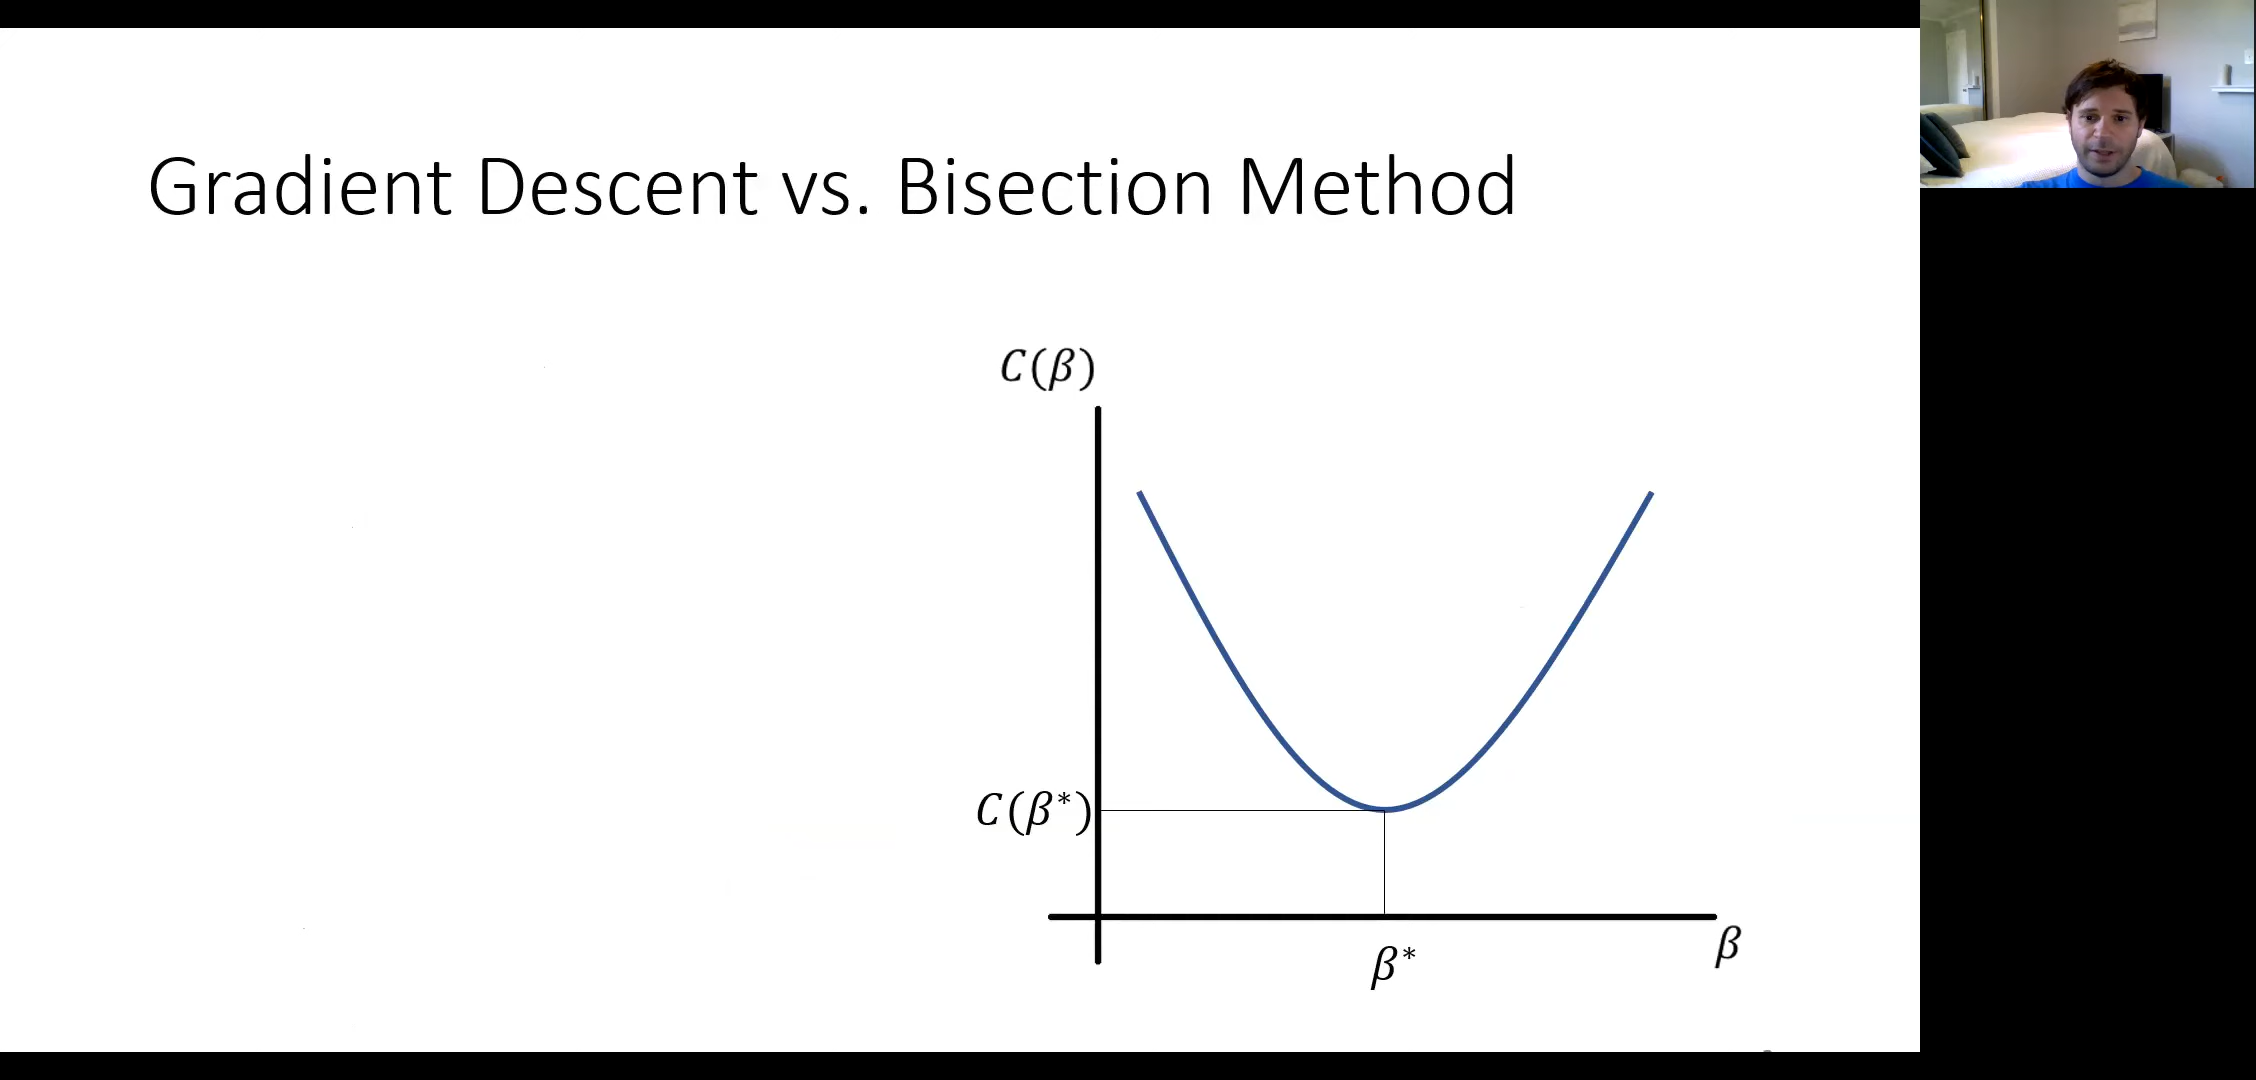 Gradient Descent vs. Bisection Method
C(β)
C(β*)
β*
β